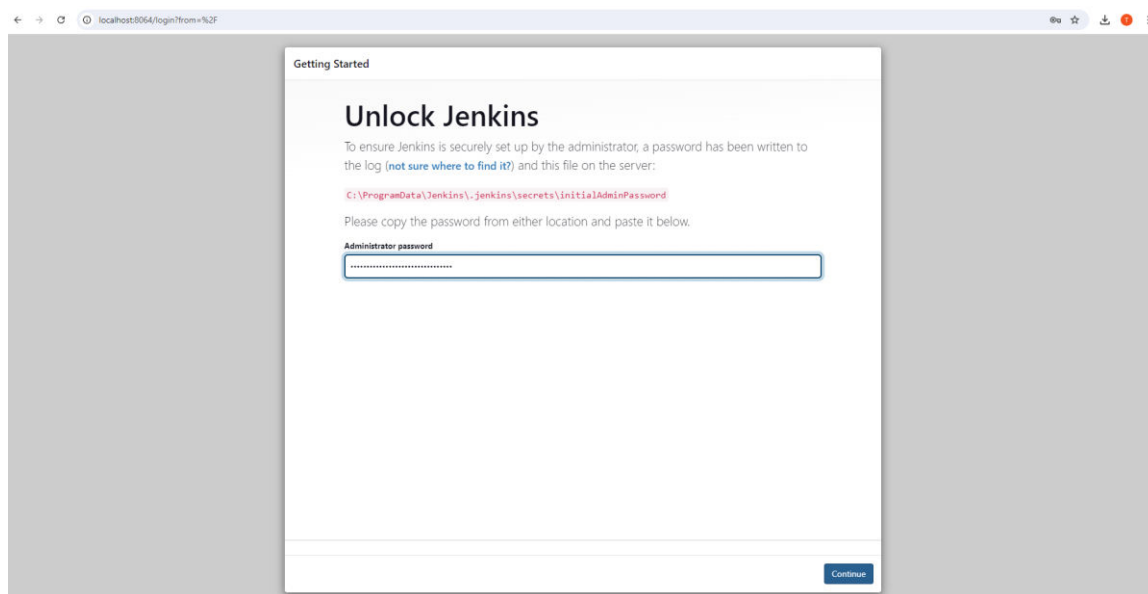 localhost:8064/login?from=%2F
Getting Started
Unlock Jenkins
To ensure Jenkins is securely set up by the administrator, a password has been written to
the log (not sure where to find it?) and this file on the server:
C:\ProgramData\Jenkins\.jenkins\secrets\initialAdminPassword
Please copy the password from either location and paste it below.
Administrator password
Continue